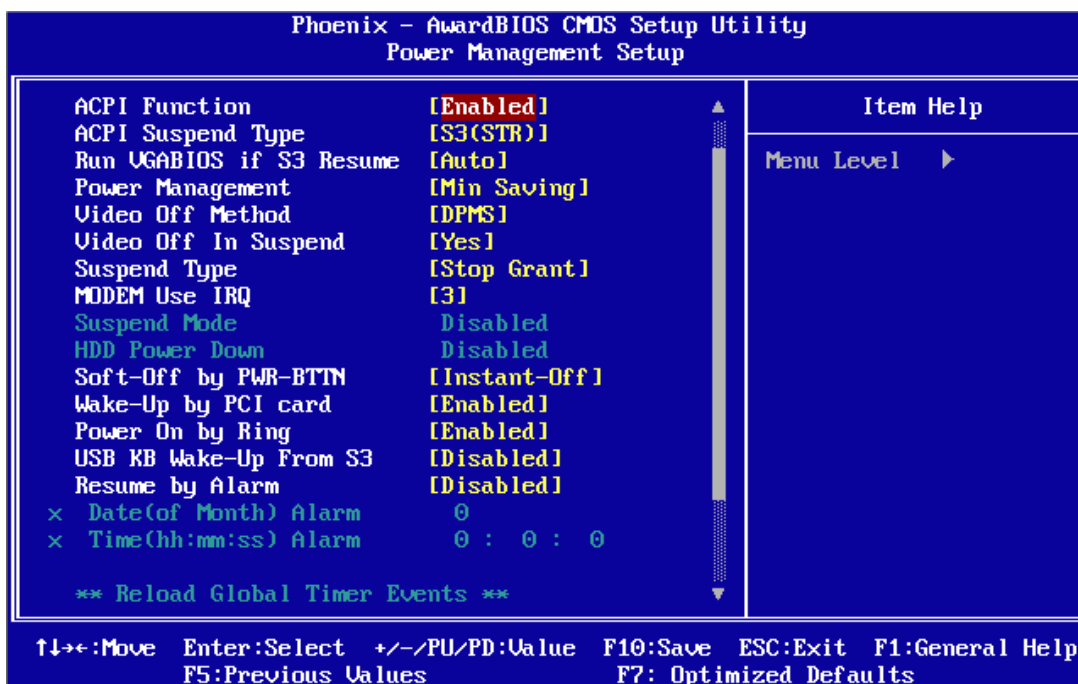 Phoenix - AwardBIOS CMOS Setup Utility
Power Management Setup
ACPI Function [Enabled]
ACPI Suspend Type [S3(STR)]
Run VGABIOS if S3 Resume [Auto]
Power Management [Min Saving]
Video Off Method [DPMS]
Video Off In Suspend [Yes]
Suspend Type [Stop Grant]
MODEM Use IRQ [3]
Suspend Mode Disabled
HDD Power Down Disabled
Soft-Off by PWR-BTTN [Instant-Off]
Wake-Up by PCI card [Enabled]
Power On by Ring [Enabled]
USB KB Wake-Up From S3 [Disabled]
Resume by Alarm [Disabled]
x Date(of Month) Alarm 0
x Time(hh:mm:ss) Alarm 0 : 0 : 0
** Reload Global Timer Events **
Item Help
Menu Level ▶
↑↓→←:Move Enter:Select +/-/PU/PD:Value F10:Save ESC:Exit F1:General Help
F5:Previous Values F7: Optimized Defaults